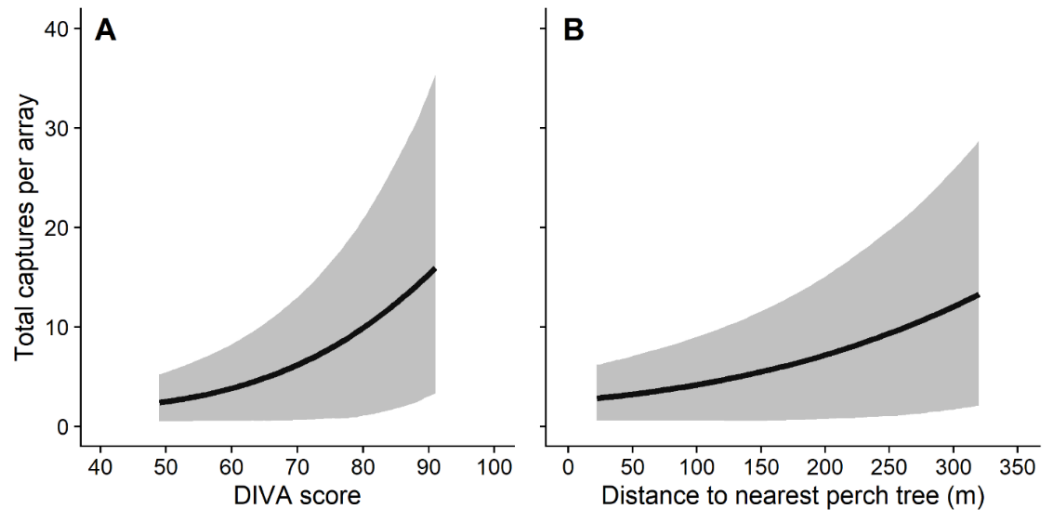 A
B
Total captures per array
40
30
20
10
0
40 50 60 70 80 90 100
0 50 100 150 200 250 300 350
DIVA score
Distance to nearest perch tree (m)